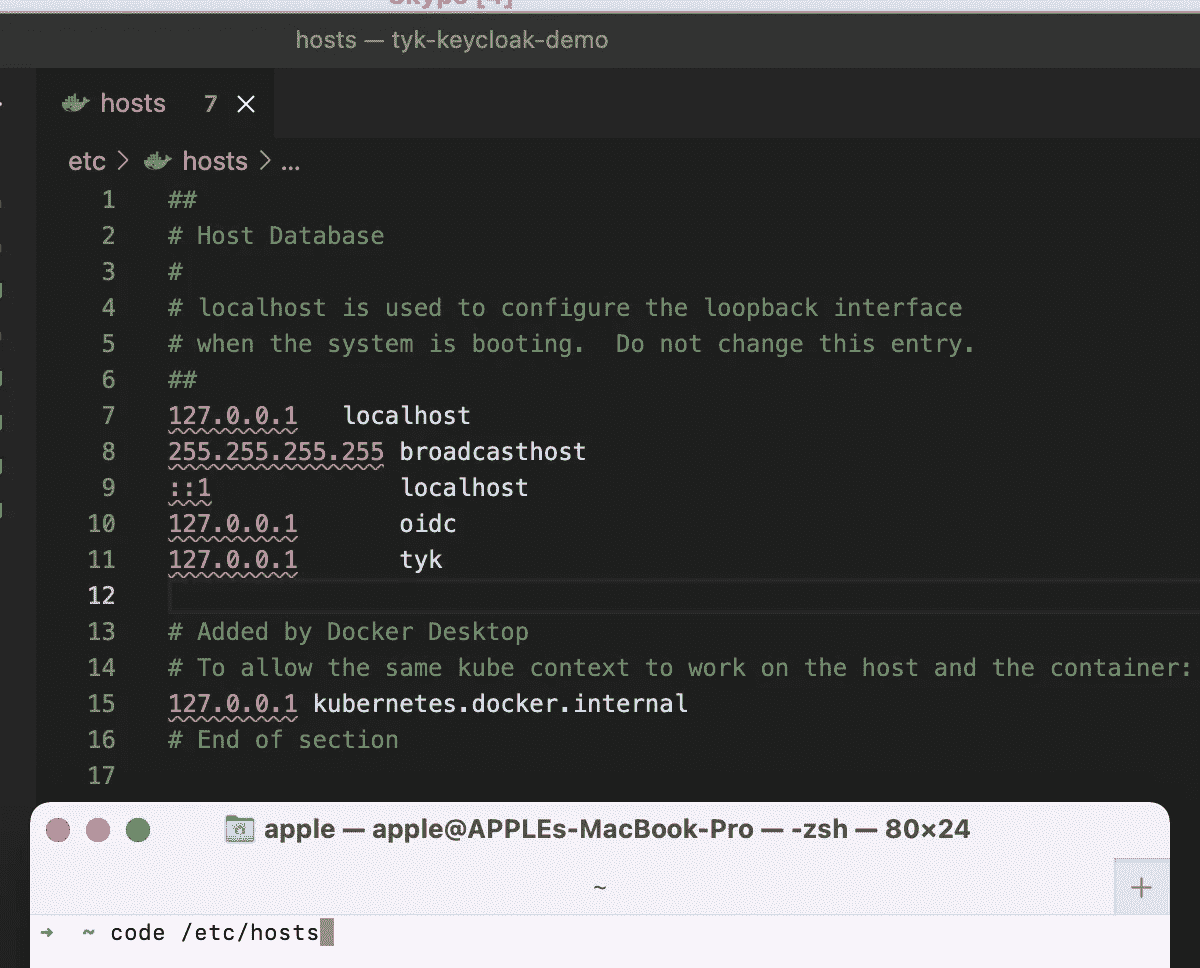 Skype [4]
hosts — tyk-keycloak-demo
hosts 7
etc > hosts > ...
1 ##
2 # Host Database
3 #
4 # localhost is used to configure the loopback interface
5 # when the system is booting.  Do not change this entry.
6 ##
7 127.0.0.1   localhost
8 255.255.255.255 broadcasthost
9 ::1             localhost
10 127.0.0.1       oidc
11 127.0.0.1       tyk
12
13 # Added by Docker Desktop
14 # To allow the same kube context to work on the host and the container:
15 127.0.0.1 kubernetes.docker.internal
16 # End of section
17
apple — apple@APPLEs-MacBook-Pro — -zsh — 80×24
~
+
➜  ~ code /etc/hosts